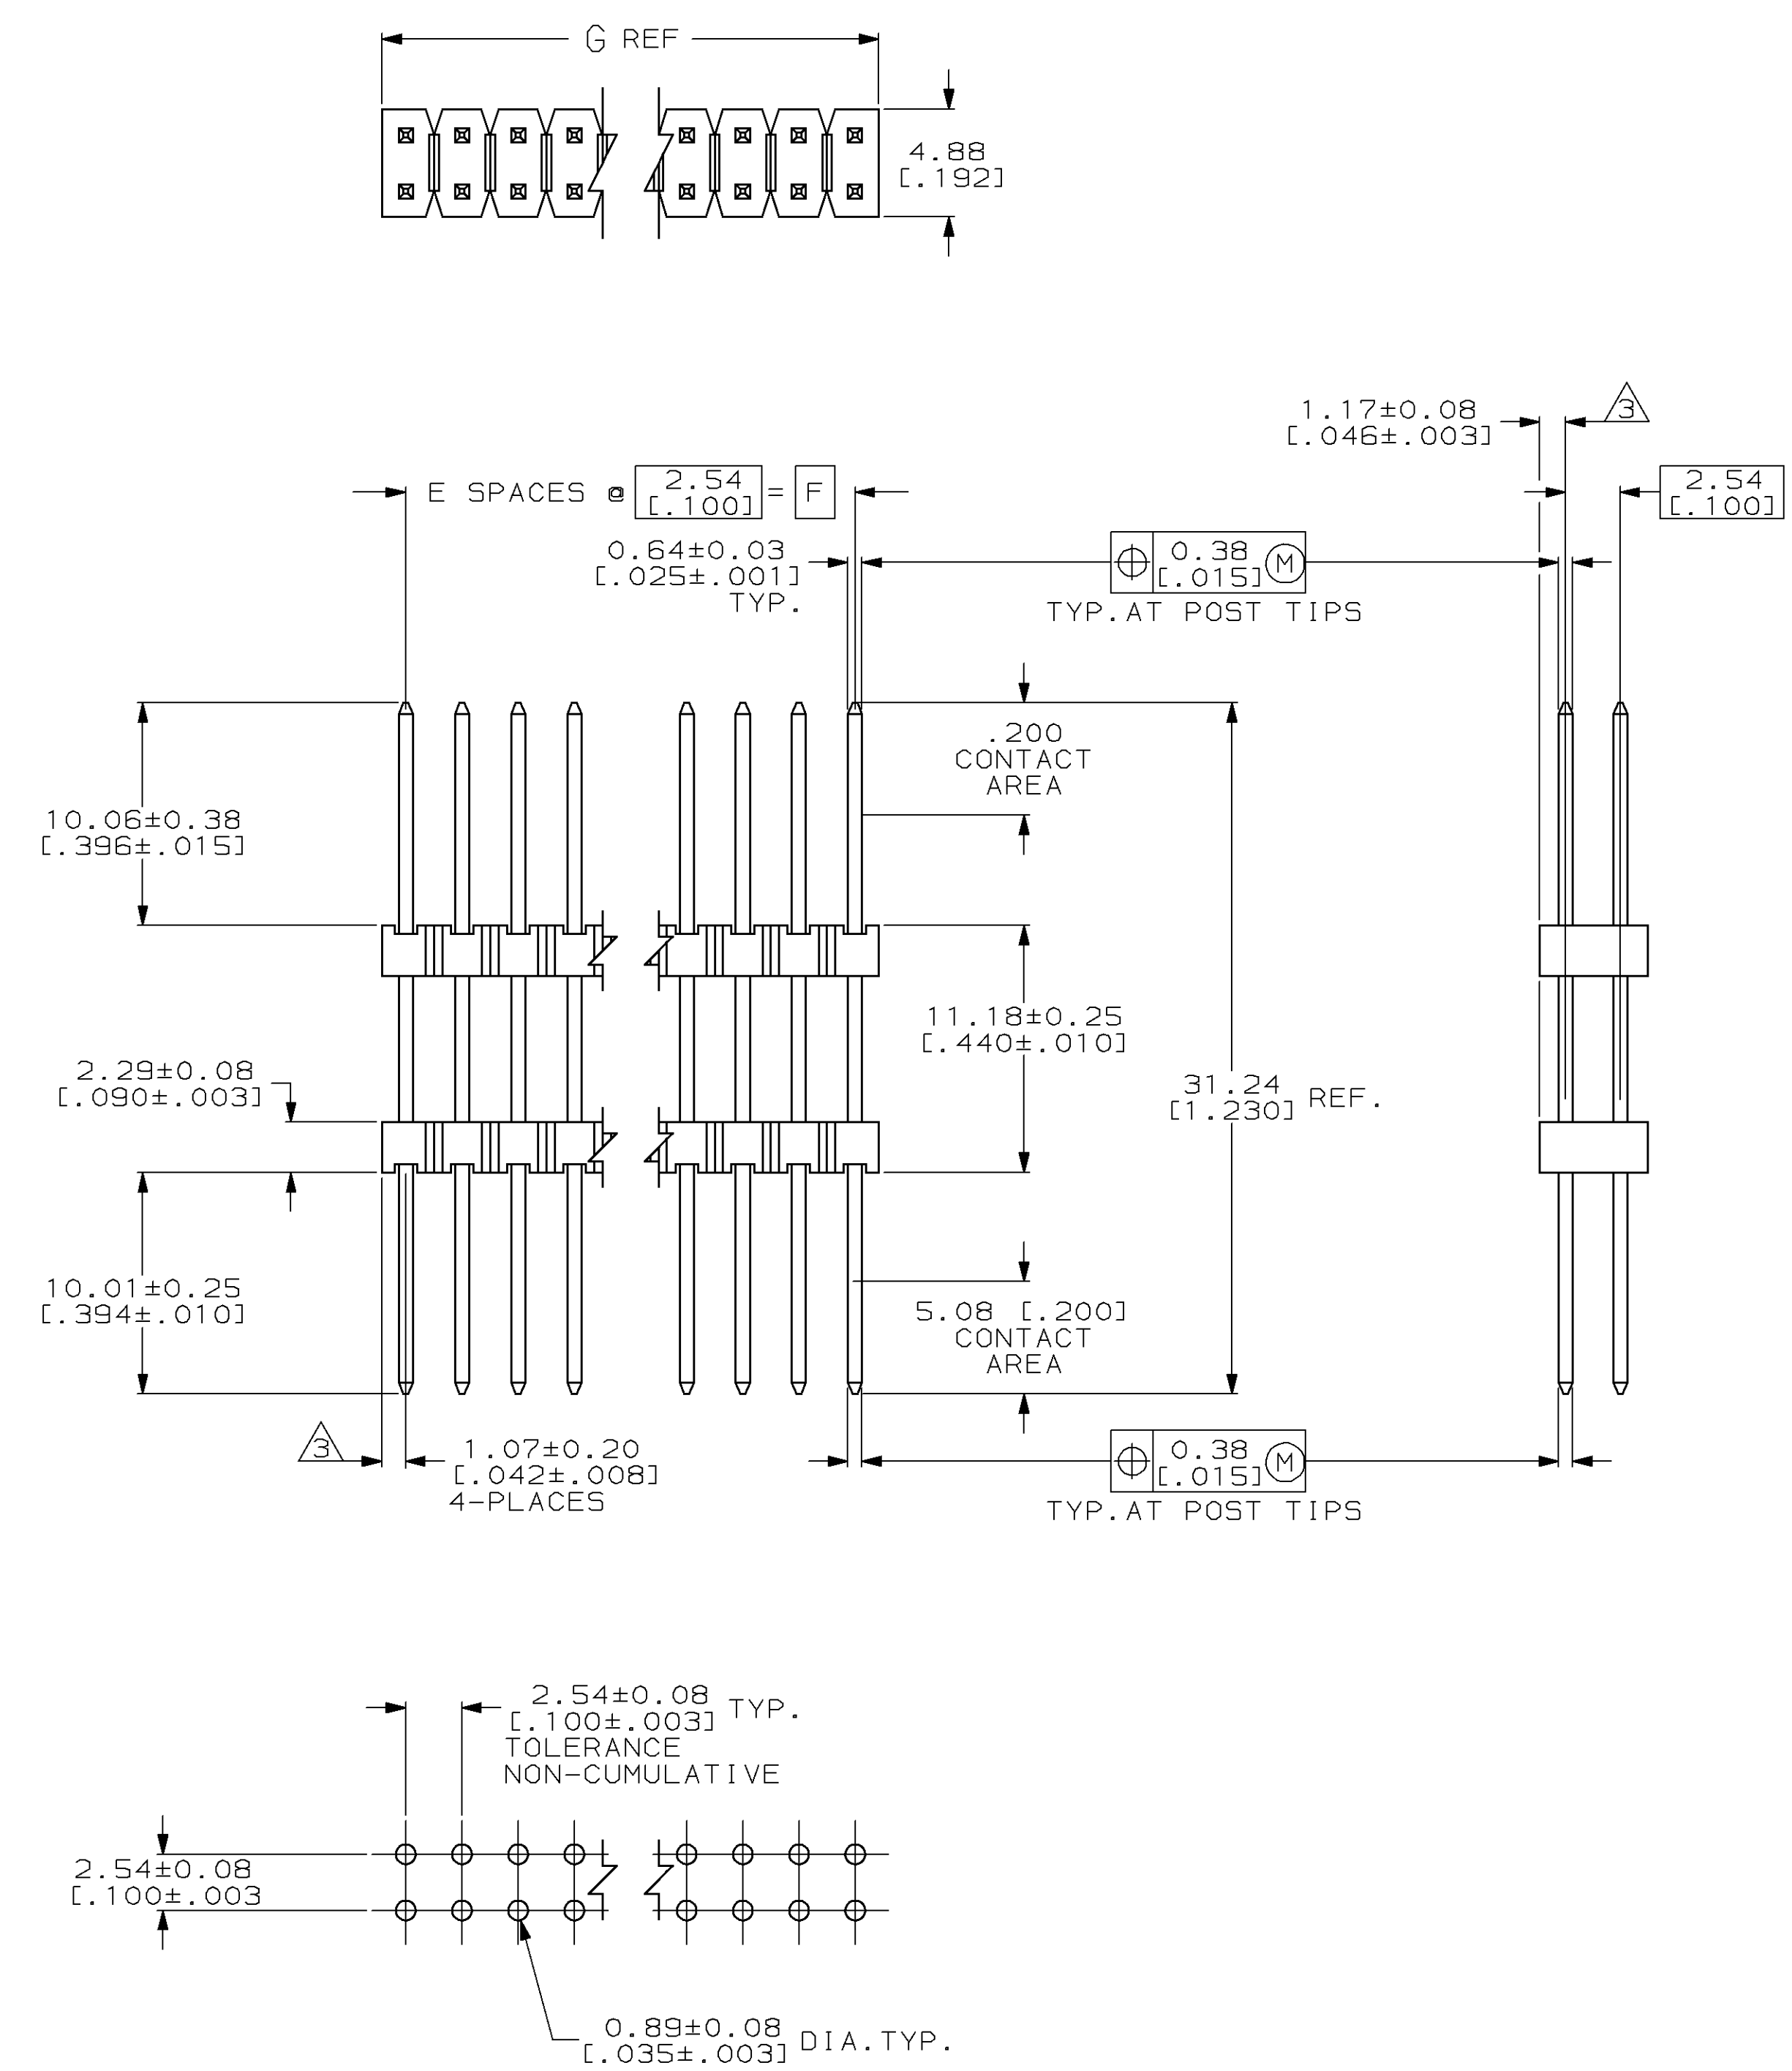 G REF
4.88
[.192]
1.17±0.08
[.046±.003]
3
E SPACES @ 2.54 [.100] = F
2.54
[.100]
0.64±0.03
[.025±.001]
TYP.
0.38 M
[.015]
TYP.AT POST TIPS
.200
CONTACT
AREA
10.06±0.38
[.396±.015]
11.18±0.25
[.440±.010]
2.29±0.08
[.090±.003]
31.24
[1.230] REF.
10.01±0.25
[.394±.010]
5.08 [.200]
CONTACT
AREA
3
1.07±0.20
[.042±.008]
4-PLACES
0.38 M
[.015]
TYP.AT POST TIPS
2.54±0.08
[.100±.003] TYP.
TOLERANCE
NON-CUMULATIVE
2.54±0.08
[.100±.003
0.89±0.08
[.035±.003] DIA.TYP.